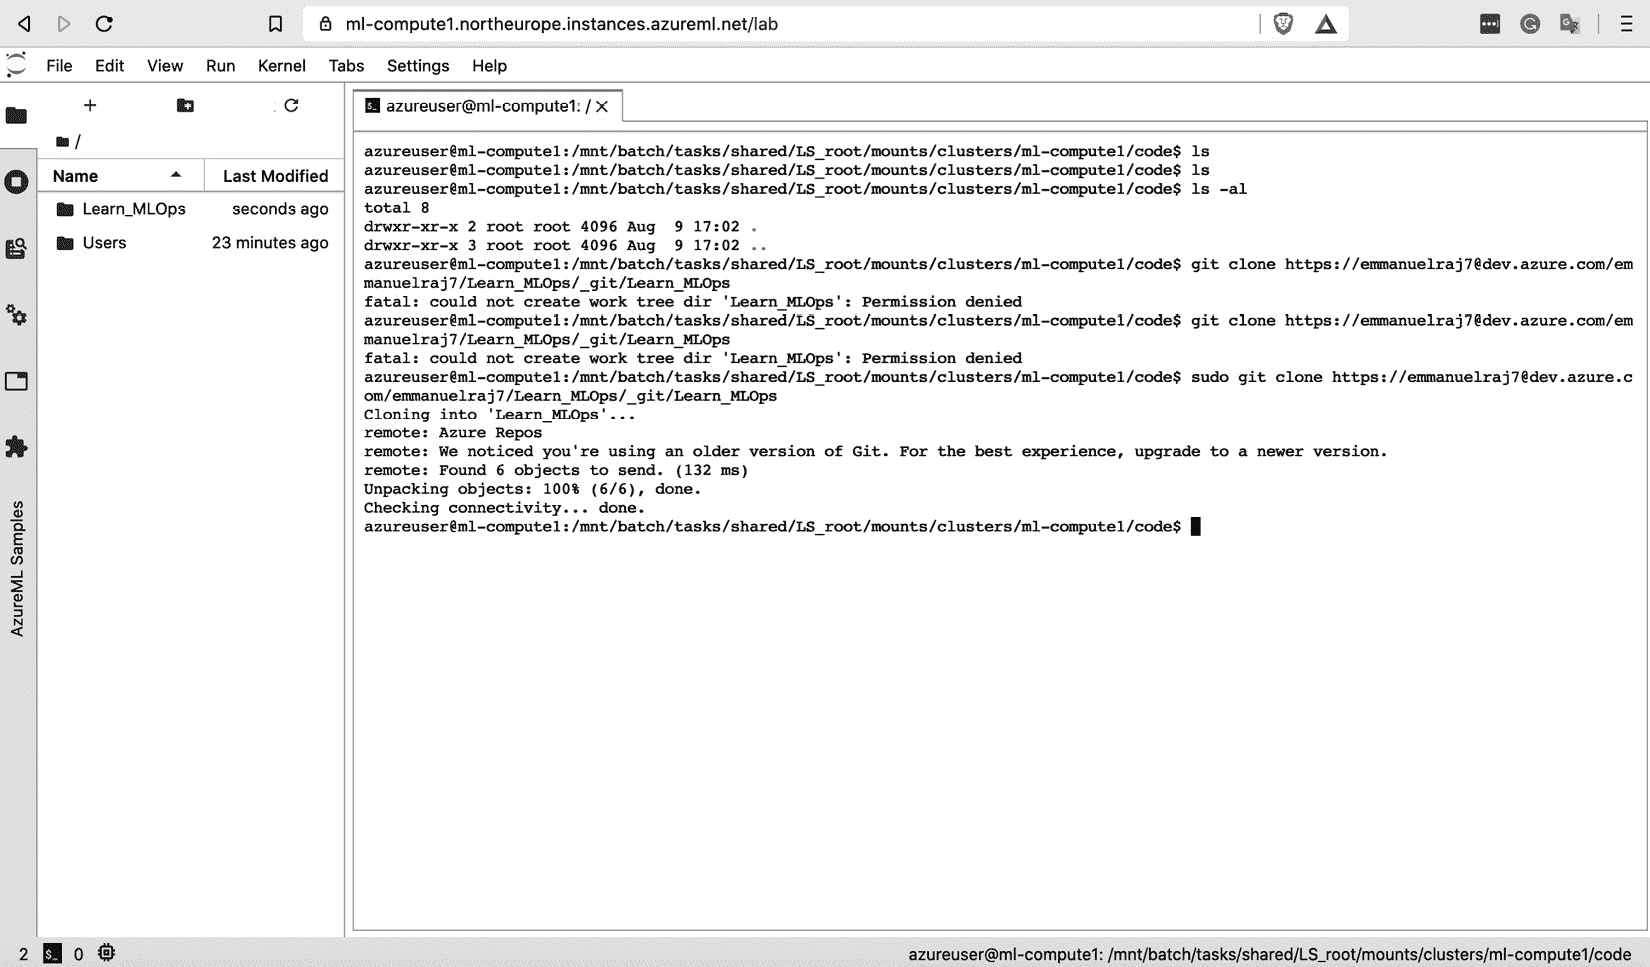 ml-compute1.northeurope.instances.azureml.net/lab
File Edit View Run Kernel Tabs Settings Help
azureuser@ml-compute1: /
/
Name Last Modified
Learn_MLOps seconds ago
Users 23 minutes ago
AzureML Samples
azureuser@ml-compute1:/mnt/batch/tasks/shared/LS_root/mounts/clusters/ml-compute1/code$ ls
azureuser@ml-compute1:/mnt/batch/tasks/shared/LS_root/mounts/clusters/ml-compute1/code$ ls
azureuser@ml-compute1:/mnt/batch/tasks/shared/LS_root/mounts/clusters/ml-compute1/code$ ls -al
total 8
drwxr-xr-x 2 root root 4096 Aug  9 17:02 .
drwxr-xr-x 3 root root 4096 Aug  9 17:02 ..
azureuser@ml-compute1:/mnt/batch/tasks/shared/LS_root/mounts/clusters/ml-compute1/code$ git clone https://emmanuelraj7@dev.azure.com/em
manuelraj7/Learn_MLOps/_git/Learn_MLOps
fatal: could not create work tree dir 'Learn_MLOps': Permission denied
azureuser@ml-compute1:/mnt/batch/tasks/shared/LS_root/mounts/clusters/ml-compute1/code$ git clone https://emmanuelraj7@dev.azure.com/em
manuelraj7/Learn_MLOps/_git/Learn_MLOps
fatal: could not create work tree dir 'Learn_MLOps': Permission denied
azureuser@ml-compute1:/mnt/batch/tasks/shared/LS_root/mounts/clusters/ml-compute1/code$ sudo git clone https://emmanuelraj7@dev.azure.c
om/emmanuelraj7/Learn_MLOps/_git/Learn_MLOps
Cloning into 'Learn_MLOps'...
remote: Azure Repos
remote: We noticed you're using an older version of Git. For the best experience, upgrade to a newer version.
remote: Found 6 objects to send. (132 ms)
Unpacking objects: 100% (6/6), done.
Checking connectivity... done.
azureuser@ml-compute1:/mnt/batch/tasks/shared/LS_root/mounts/clusters/ml-compute1/code$
2 $_ 0
azureuser@ml-compute1: /mnt/batch/tasks/shared/LS_root/mounts/clusters/ml-compute1/code